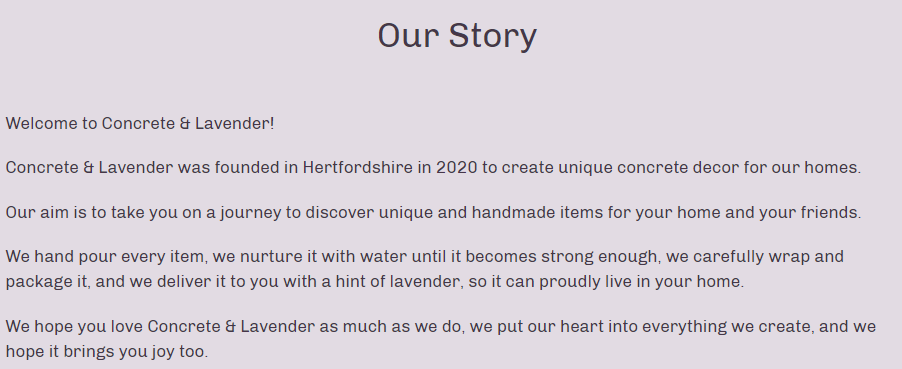 Our Story
Welcome to Concrete & Lavender!
Concrete & Lavender was founded in Hertfordshire in 2020 to create unique concrete decor for our homes.
Our aim is to take you on a journey to discover unique and handmade items for your home and your friends.
We hand pour every item, we nurture it with water until it becomes strong enough, we carefully wrap and
package it, and we deliver it to you with a hint of lavender, so it can proudly live in your home.
We hope you love Concrete & Lavender as much as we do, we put our heart into everything we create, and we
hope it brings you joy too.